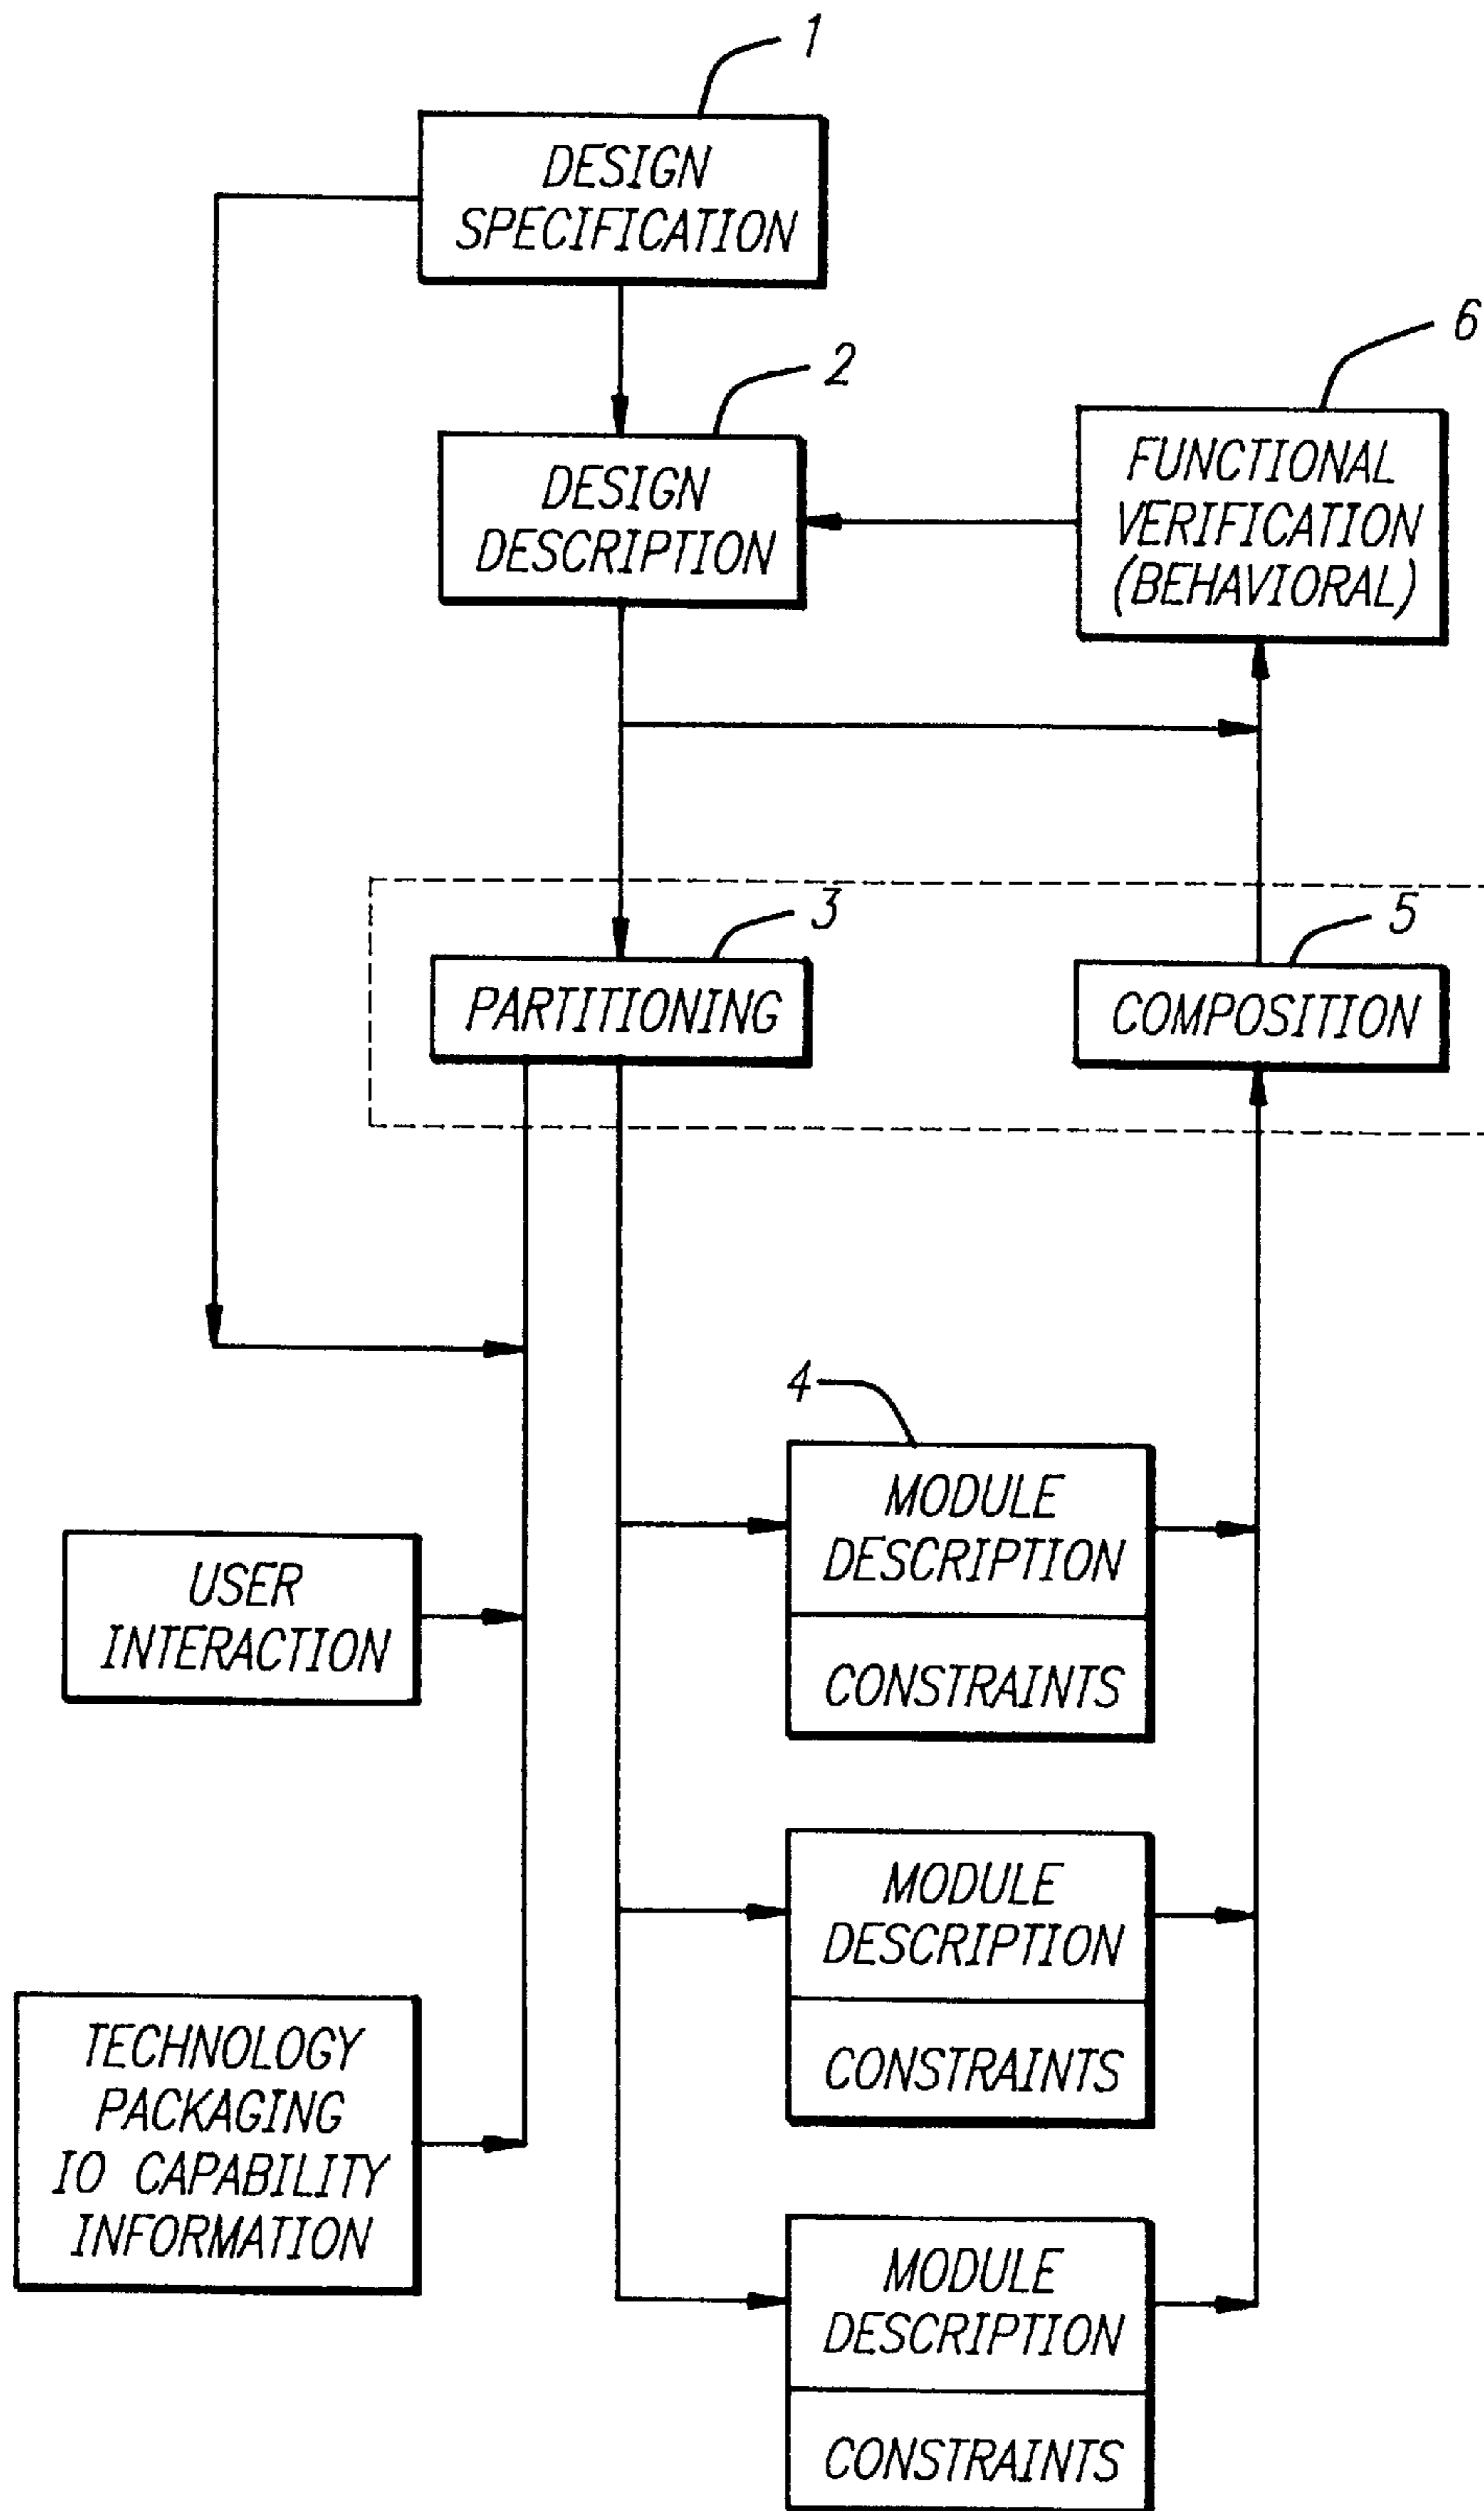 1
DESIGN
SPECIFICATION
2
DESIGN
DESCRIPTION
6
FUNCTIONAL
VERIFICATION
(BEHAVIORAL)
3
PARTITIONING
5
COMPOSITION
4
MODULE
DESCRIPTION
CONSTRAINTS
USER
INTERACTION
MODULE
DESCRIPTION
CONSTRAINTS
TECHNOLOGY
PACKAGING
IO CAPABILITY
INFORMATION
MODULE
DESCRIPTION
CONSTRAINTS